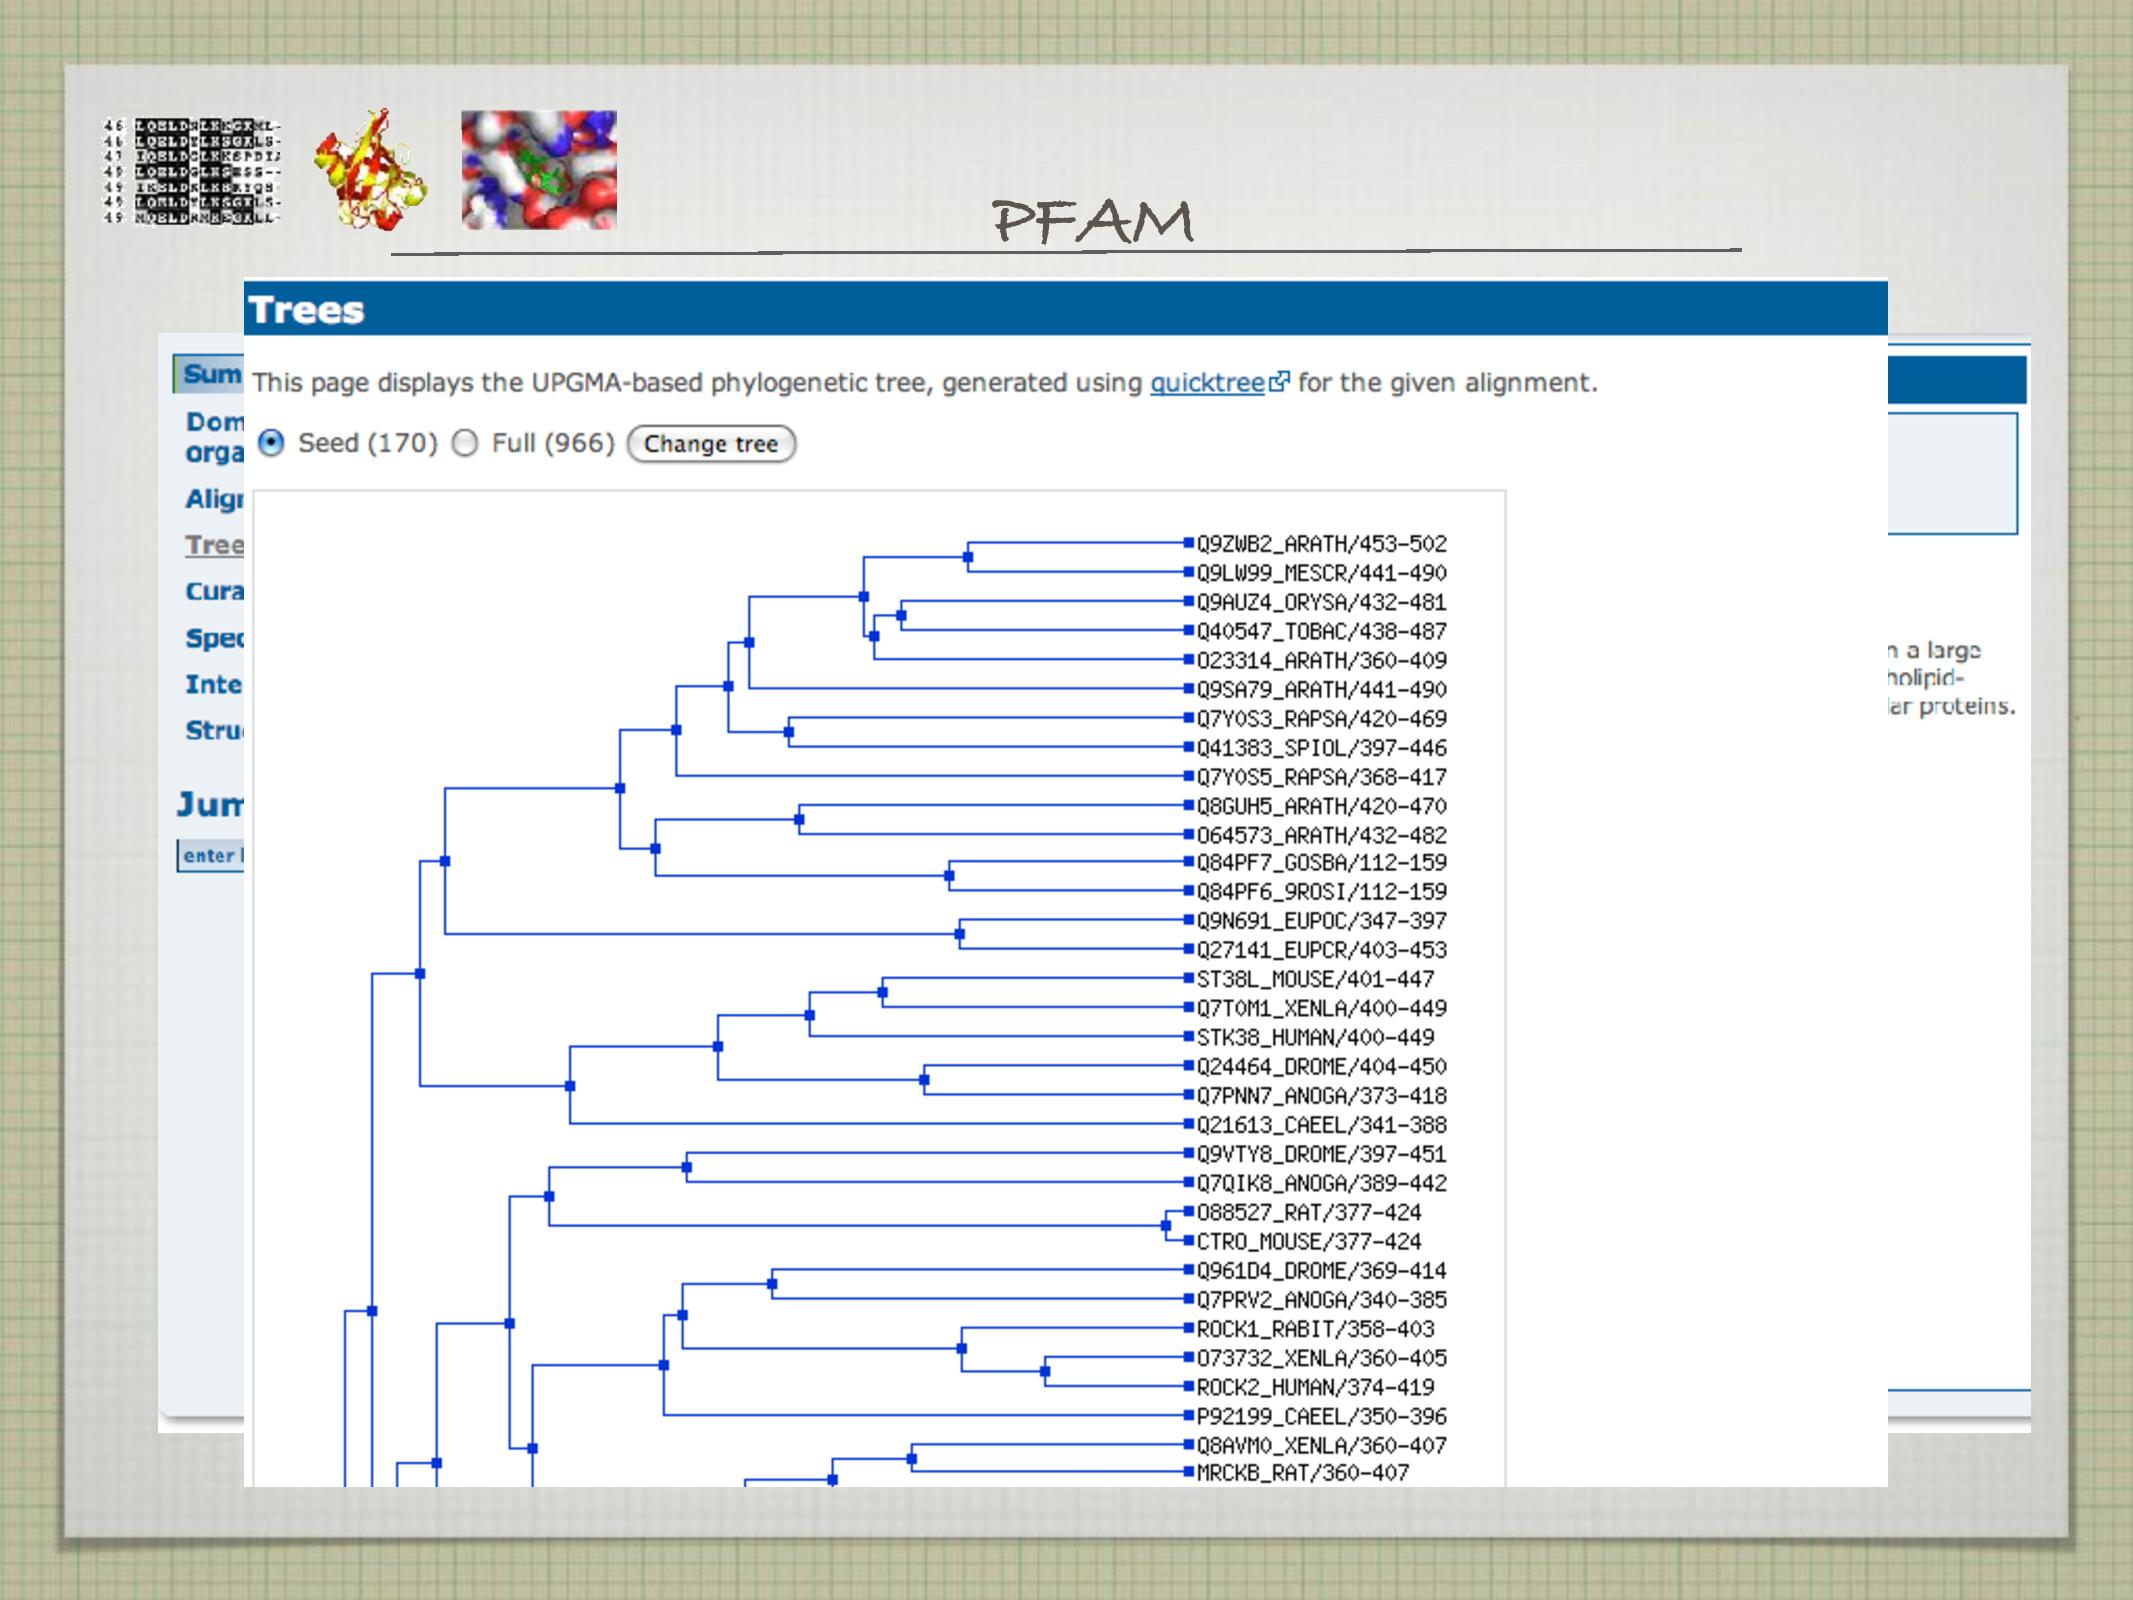 PFAM
Trees
This page displays the UPGMA-based phylogenetic tree, generated using quicktree for the given alignment.
Seed (170) Full (966) Change tree
Q9ZWB2_ARATH/453-502
Q9LW99_MESCR/441-490
Q9AUZ4_ORYSA/432-481
Q40547_TOBAC/438-487
O23314_ARATH/360-409
Q9SA79_ARATH/441-490
Q7Y0S3_RAPSA/420-469
Q41383_SPIOL/397-446
Q7Y0S5_RAPSA/368-417
Q8GUH5_ARATH/420-470
O64573_ARATH/432-482
Q84PF7_GOSBA/112-159
Q84PF6_9ROSI/112-159
Q9N691_EUPOC/347-397
Q27141_EUPCR/403-453
ST38L_MOUSE/401-447
Q7T0M1_XENLA/400-449
STK38_HUMAN/400-449
Q24464_DROME/404-450
Q7PNN7_ANOGA/373-418
Q21613_CAEEL/341-388
Q9VTY8_DROME/397-451
Q7QIK8_ANOGA/389-442
O88527_RAT/377-424
CTRO_MOUSE/377-424
Q961D4_DROME/369-414
Q7PRV2_ANOGA/340-385
ROCK1_RABIT/358-403
O73732_XENLA/360-405
ROCK2_HUMAN/374-419
P92199_CAEEL/350-396
Q8AVM0_XENLA/360-407
MRCKB_RAT/360-407
Sum
Dom
orga
Align
Tree
Cura
Spec
Inte
Stru
Jum
enter
n a large
holipid-
lar proteins.